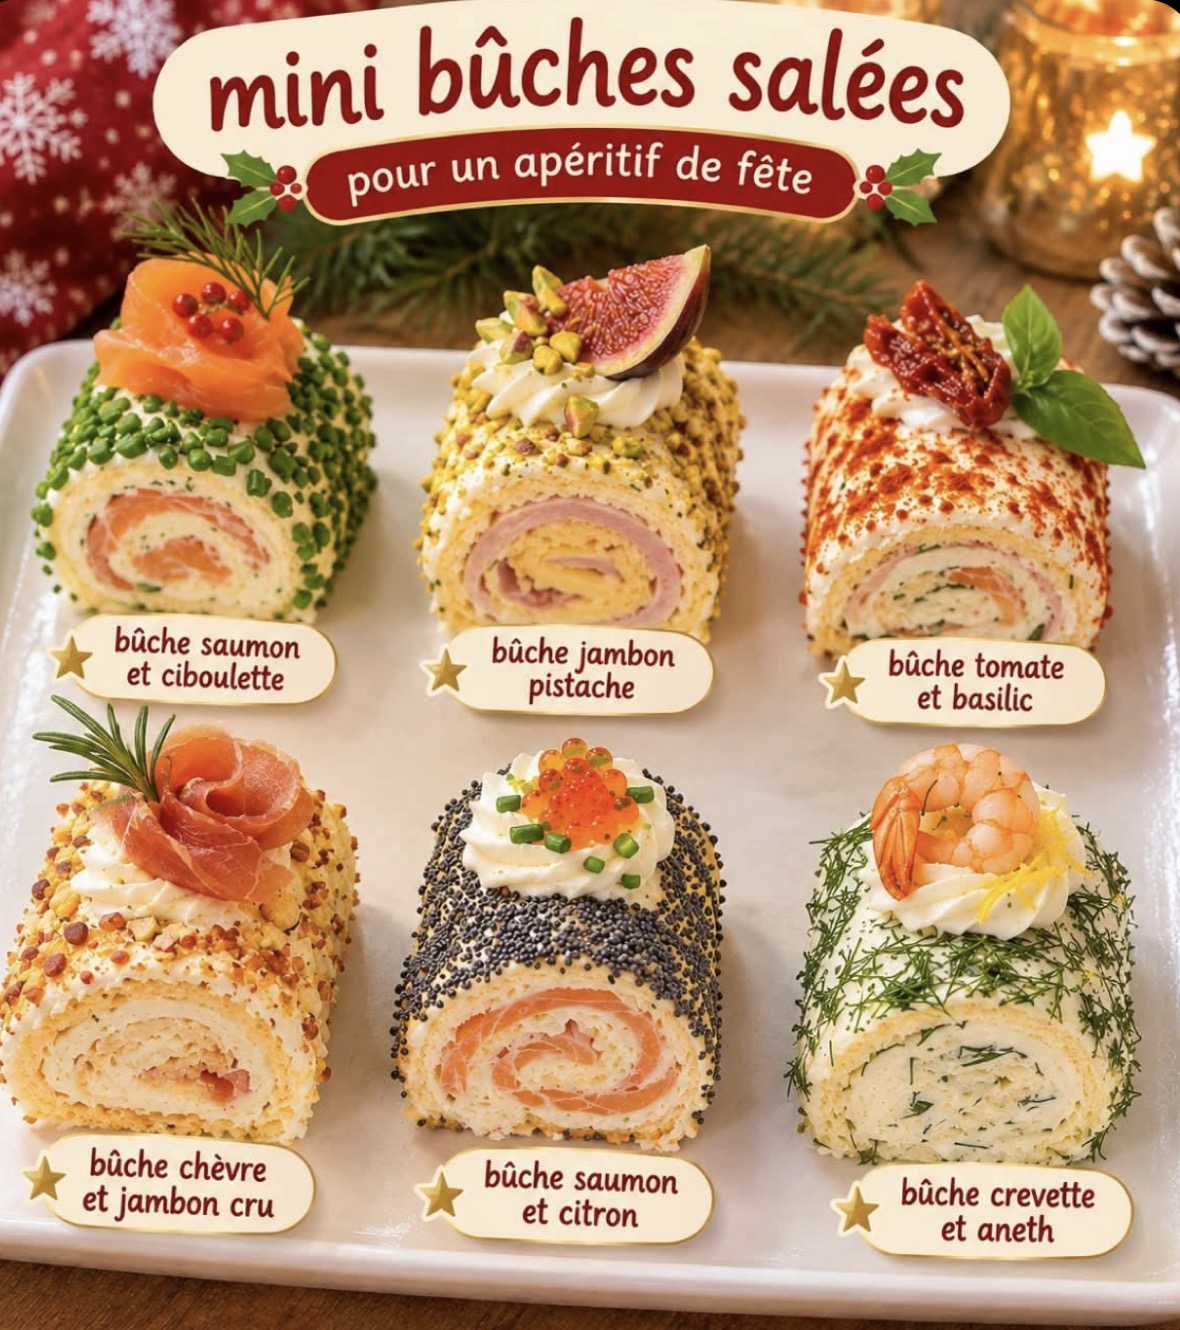 mini bûches salées
pour un apéritif de fête
bûche saumon
et ciboulette
bûche jambon
pistache
bûche tomate
et basilic
bûche chèvre
et jambon cru
bûche saumon
et citron
bûche crevette
et aneth